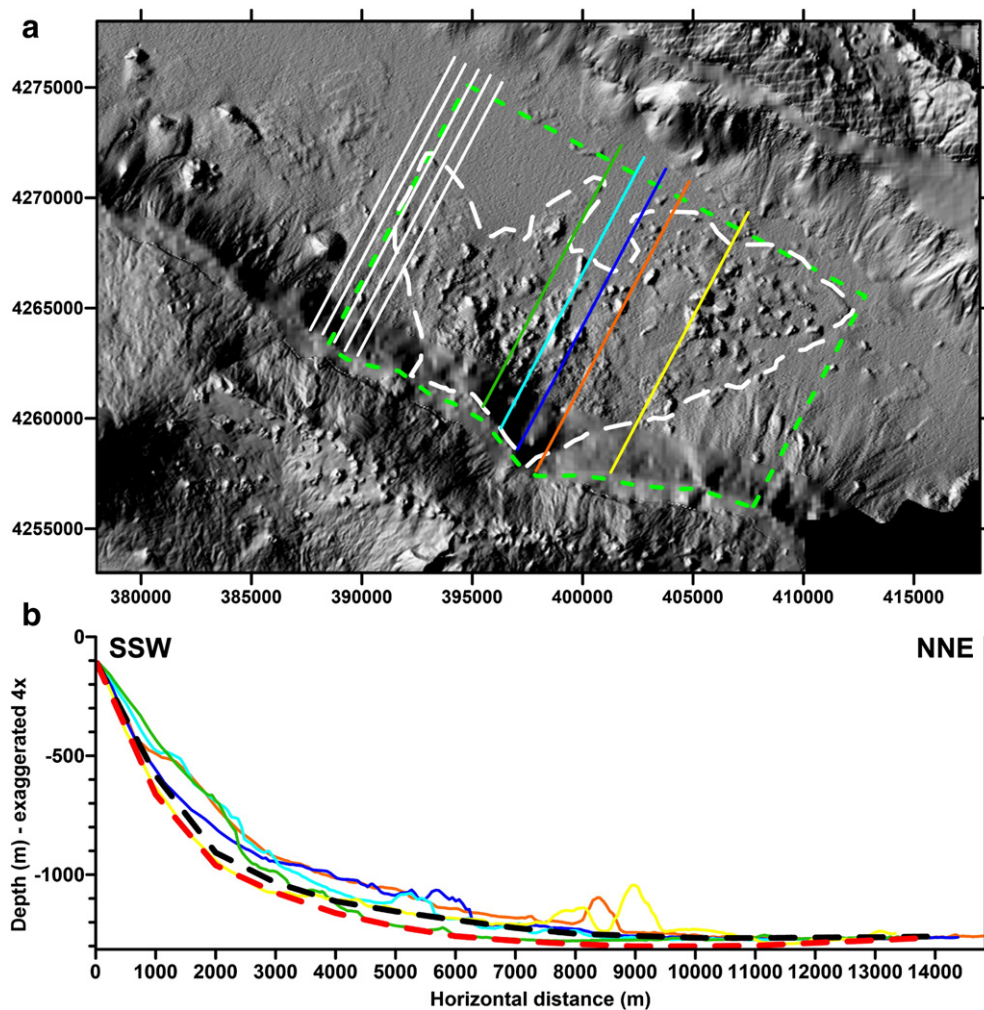 a
4275000
4270000
4265000
4260000
4255000
380000 385000 390000 395000 400000 405000 410000 415000
b
0
SSW NNE
-500
-1000
Depth (m) - exaggerated 4x
0 1000 2000 3000 4000 5000 6000 7000 8000 9000 10000 11000 12000 13000 14000
Horizontal distance (m)